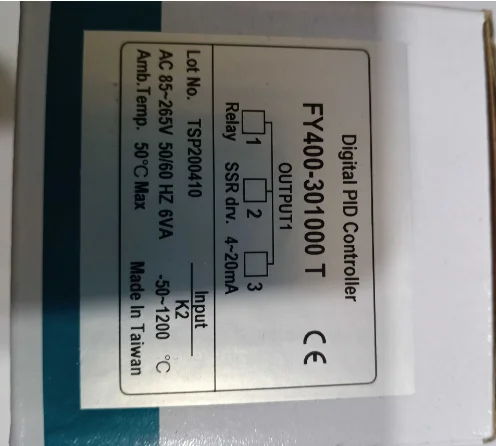 Digital PID Controller
FY400-301000 T CE
OUTPUT1
1 2 3
Relay SSR drv. 4~20mA
Lot No. TSP200410 Input
K2
AC 85~265V 50/60 HZ 6VA -50~1200 °C
Amb.Temp. 50°C Max Made In Taiwan